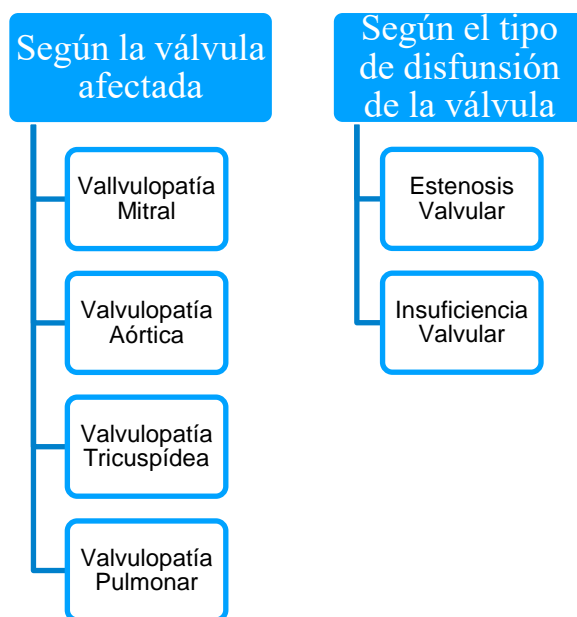 Según la válvula
afectada
Vallvulopatía
Mitral
Valvulopatía
Aórtica
Valvulopatía
Tricuspídea
Valvulopatía
Pulmonar
Según el tipo
de disfunsión
de la válvula
Estenosis
Valvular
Insuficiencia
Valvular